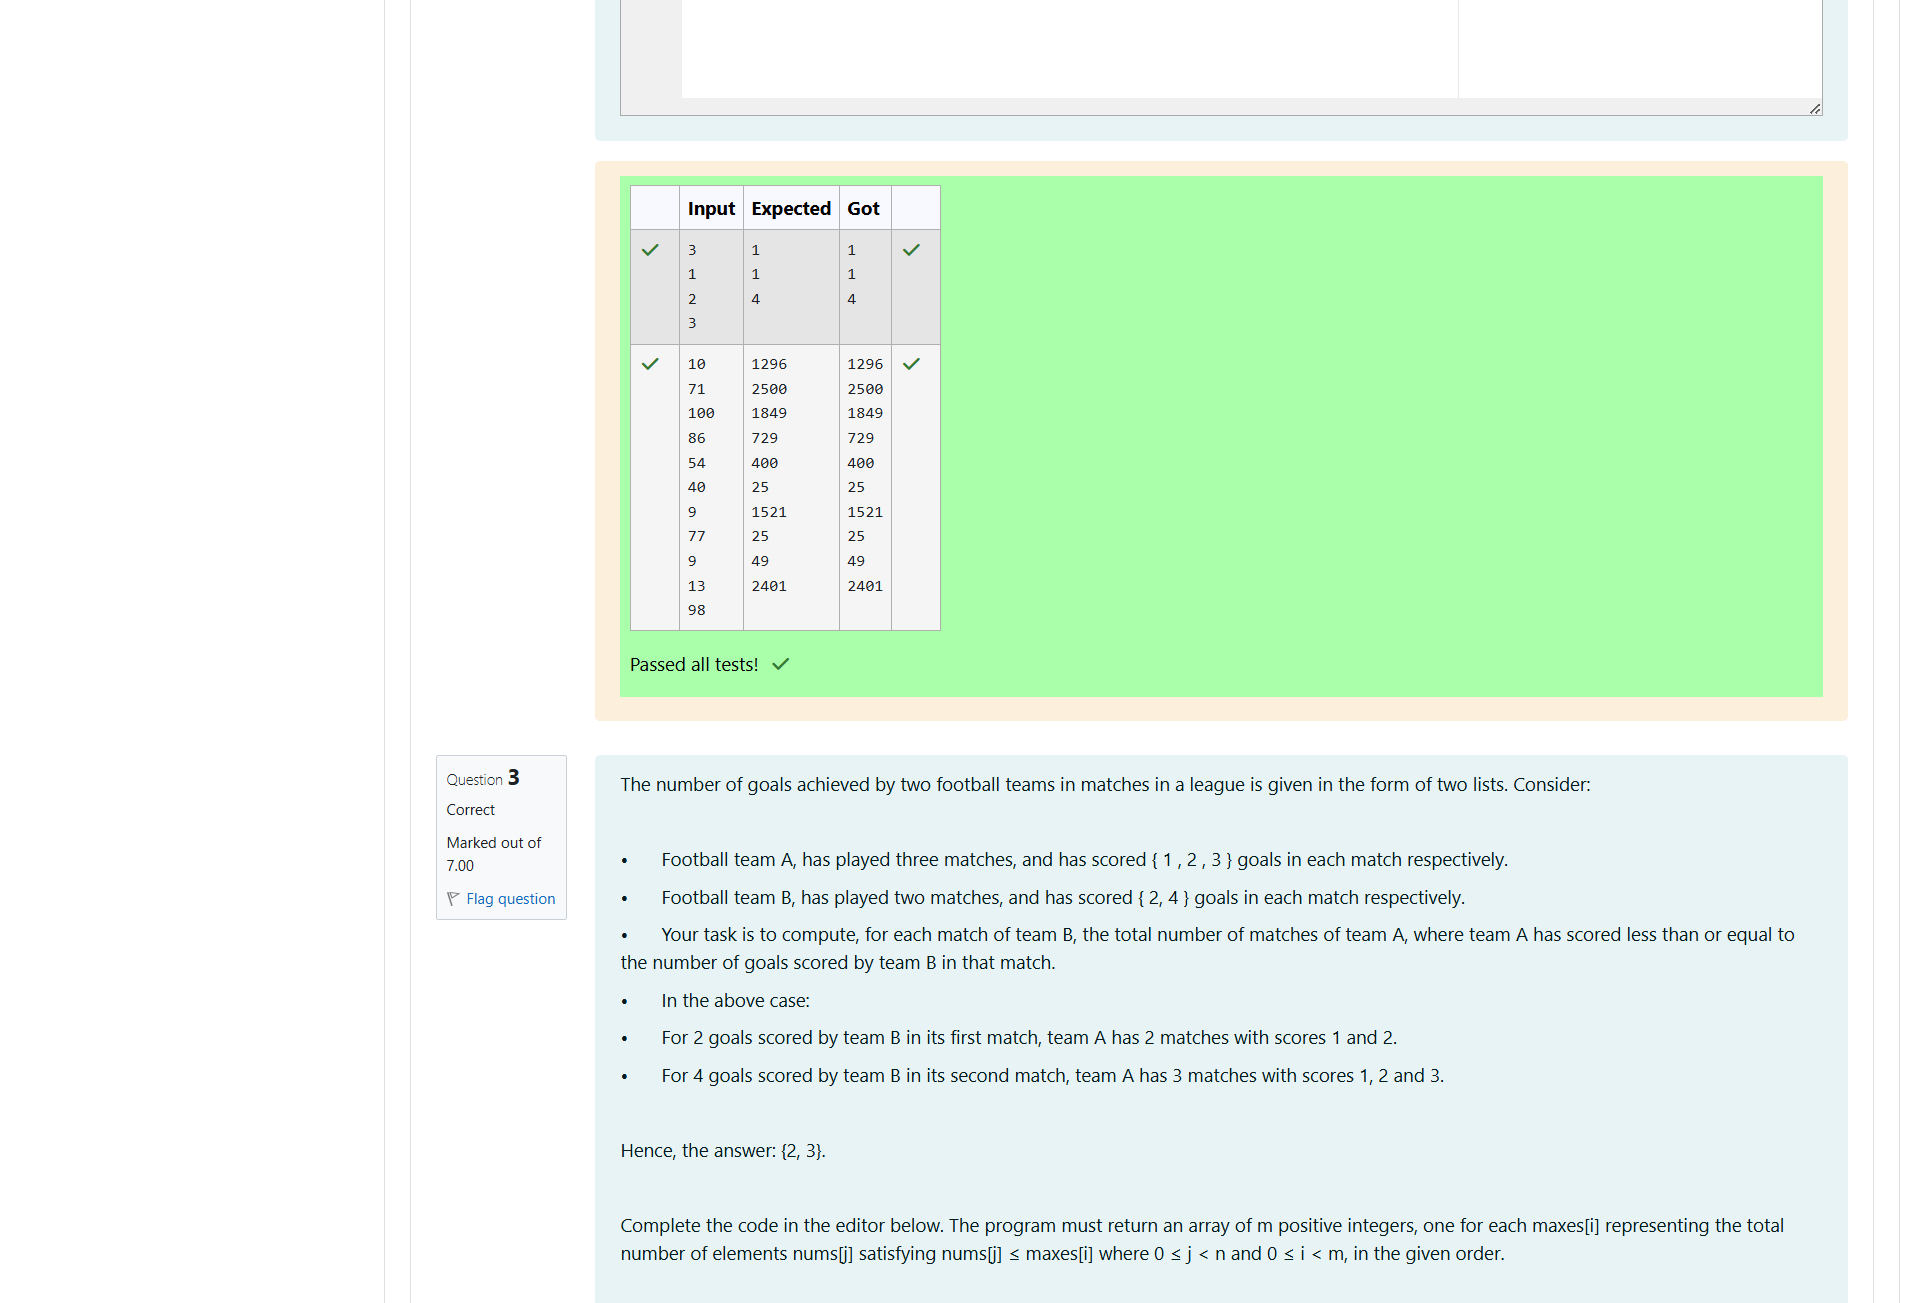 Input Expected Got
3 1 1
1 1 1
2 4 4
3
10 1296 1296
71 2500 2500
100 1849 1849
86 729 729
54 400 400
40 25 25
9 1521 1521
77 25 25
9 49 49
13 2401 2401
98
Passed all tests!
Question 3
Correct
Marked out of
7.00
Flag question
The number of goals achieved by two football teams in matches in a league is given in the form of two lists. Consider:
• Football team A, has played three matches, and has scored { 1 , 2 , 3 } goals in each match respectively.
• Football team B, has played two matches, and has scored { 2, 4 } goals in each match respectively.
• Your task is to compute, for each match of team B, the total number of matches of team A, where team A has scored less than or equal to
the number of goals scored by team B in that match.
• In the above case:
• For 2 goals scored by team B in its first match, team A has 2 matches with scores 1 and 2.
• For 4 goals scored by team B in its second match, team A has 3 matches with scores 1, 2 and 3.
Hence, the answer: {2, 3}.
Complete the code in the editor below. The program must return an array of m positive integers, one for each maxes[i] representing the total
number of elements nums[j] satisfying nums[j] ≤ maxes[i] where 0 ≤ j < n and 0 ≤ i < m, in the given order.